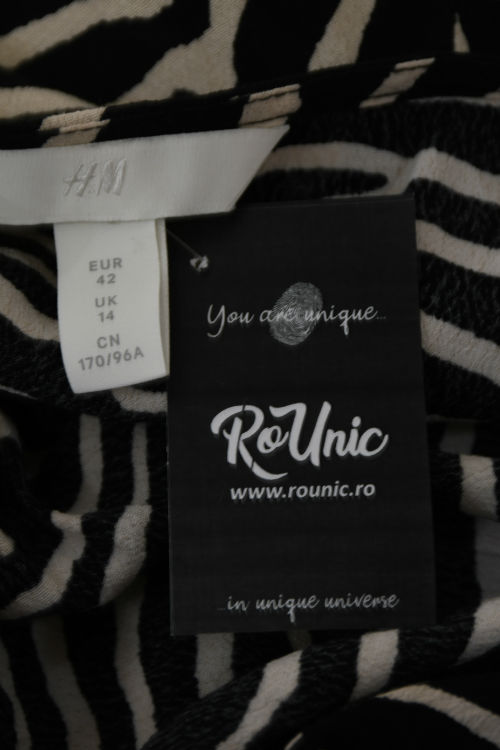 H&M
EUR
42
UK
14
CN
170/96A
You are unique...
RoUnic
www.rounic.ro
...in unique universe